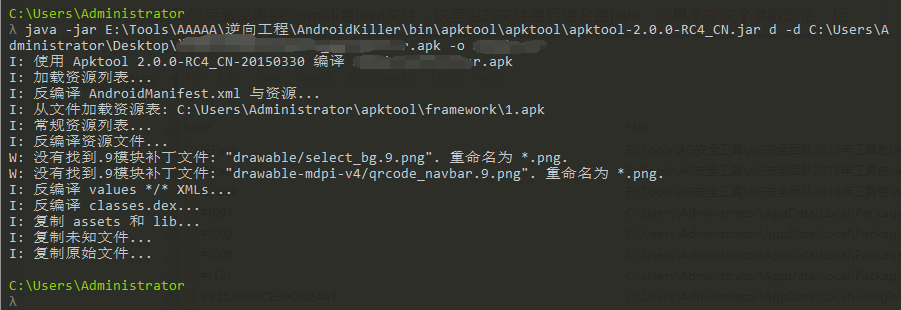 C:\Users\Administrator
λ java -jar E:\Tools\AAAAA\逆向工程\AndroidKiller\bin\apktool\apktool\apktool-2.0.0-RC4_CN.jar d -d C:\Users\A
dministrator\Desktop\ .apk -o
I: 使用 Apktool 2.0.0-RC4_CN-20150330 编译 r.apk
I: 加载资源列表...
I: 反编译 AndroidManifest.xml 与资源...
I: 从文件加载资源表: C:\Users\Administrator\apktool\framework\1.apk
I: 常规资源列表...
I: 反编译资源文件...
W: 没有找到.9模块补丁文件: "drawable/select_bg.9.png". 重命名为 *.png.
W: 没有找到.9模块补丁文件: "drawable-mdpi-v4/qrcode_navbar.9.png". 重命名为 *.png.
I: 反编译 values */* XMLs...
I: 反编译 classes.dex...
I: 复制 assets 和 lib...
I: 复制未知文件...
I: 复制原始文件...
C:\Users\Administrator
λ